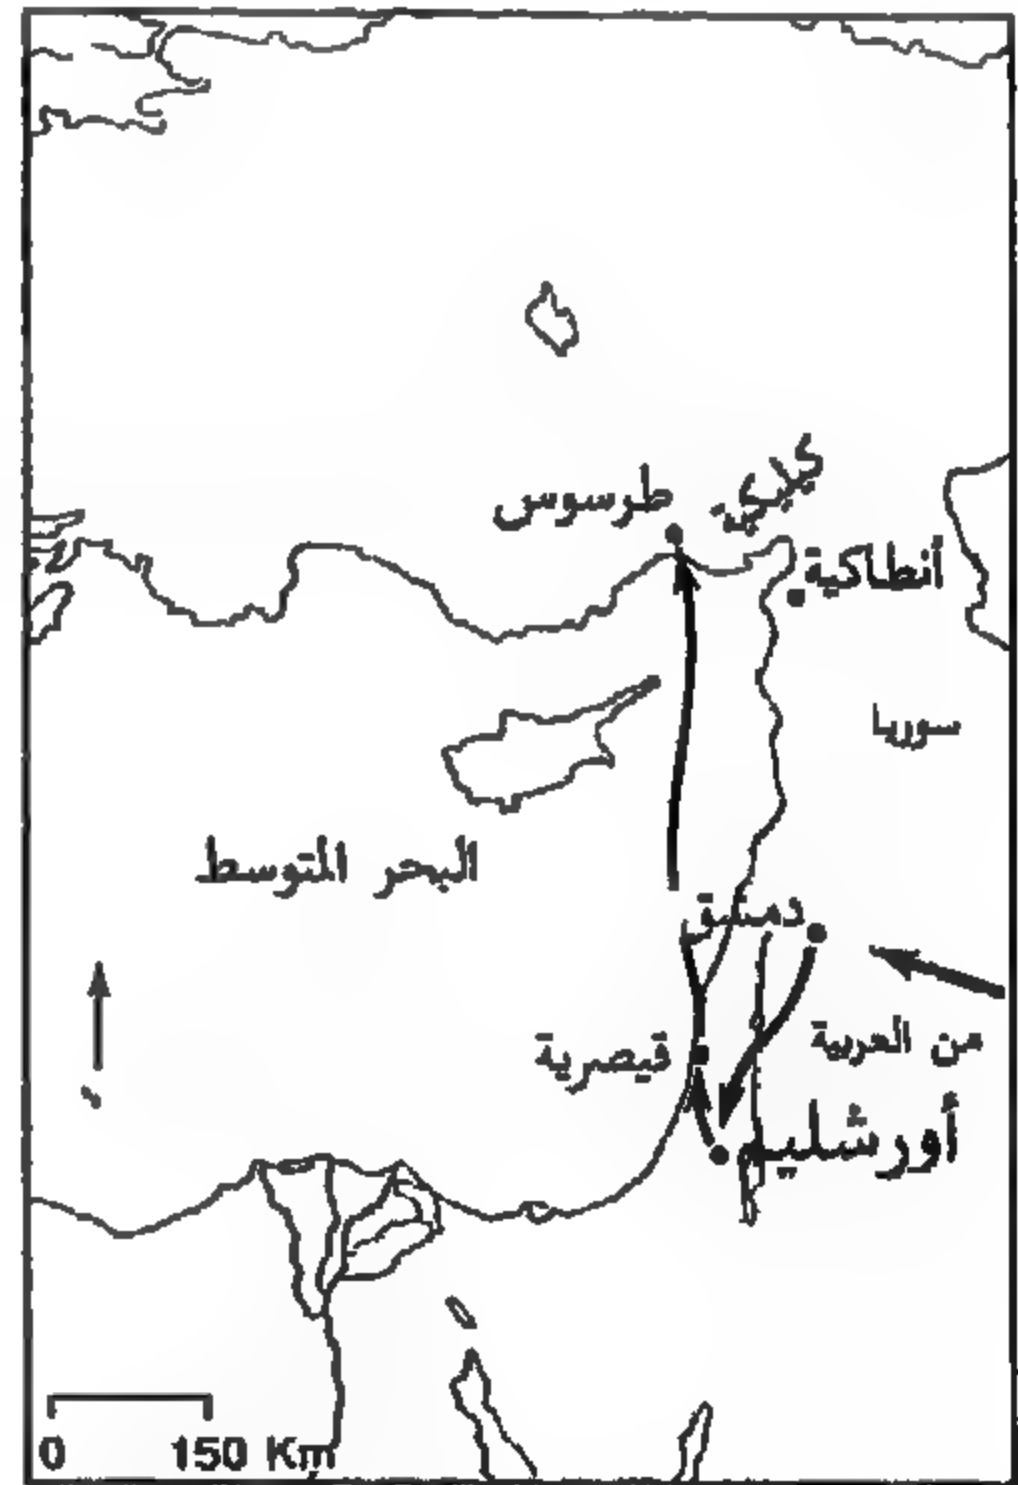 كيليكية
طرسوس
أنطاكية
سوريا
البحر المتوسط
دمشق
من العربية
قيصرية
أورشليم
0 150 Km